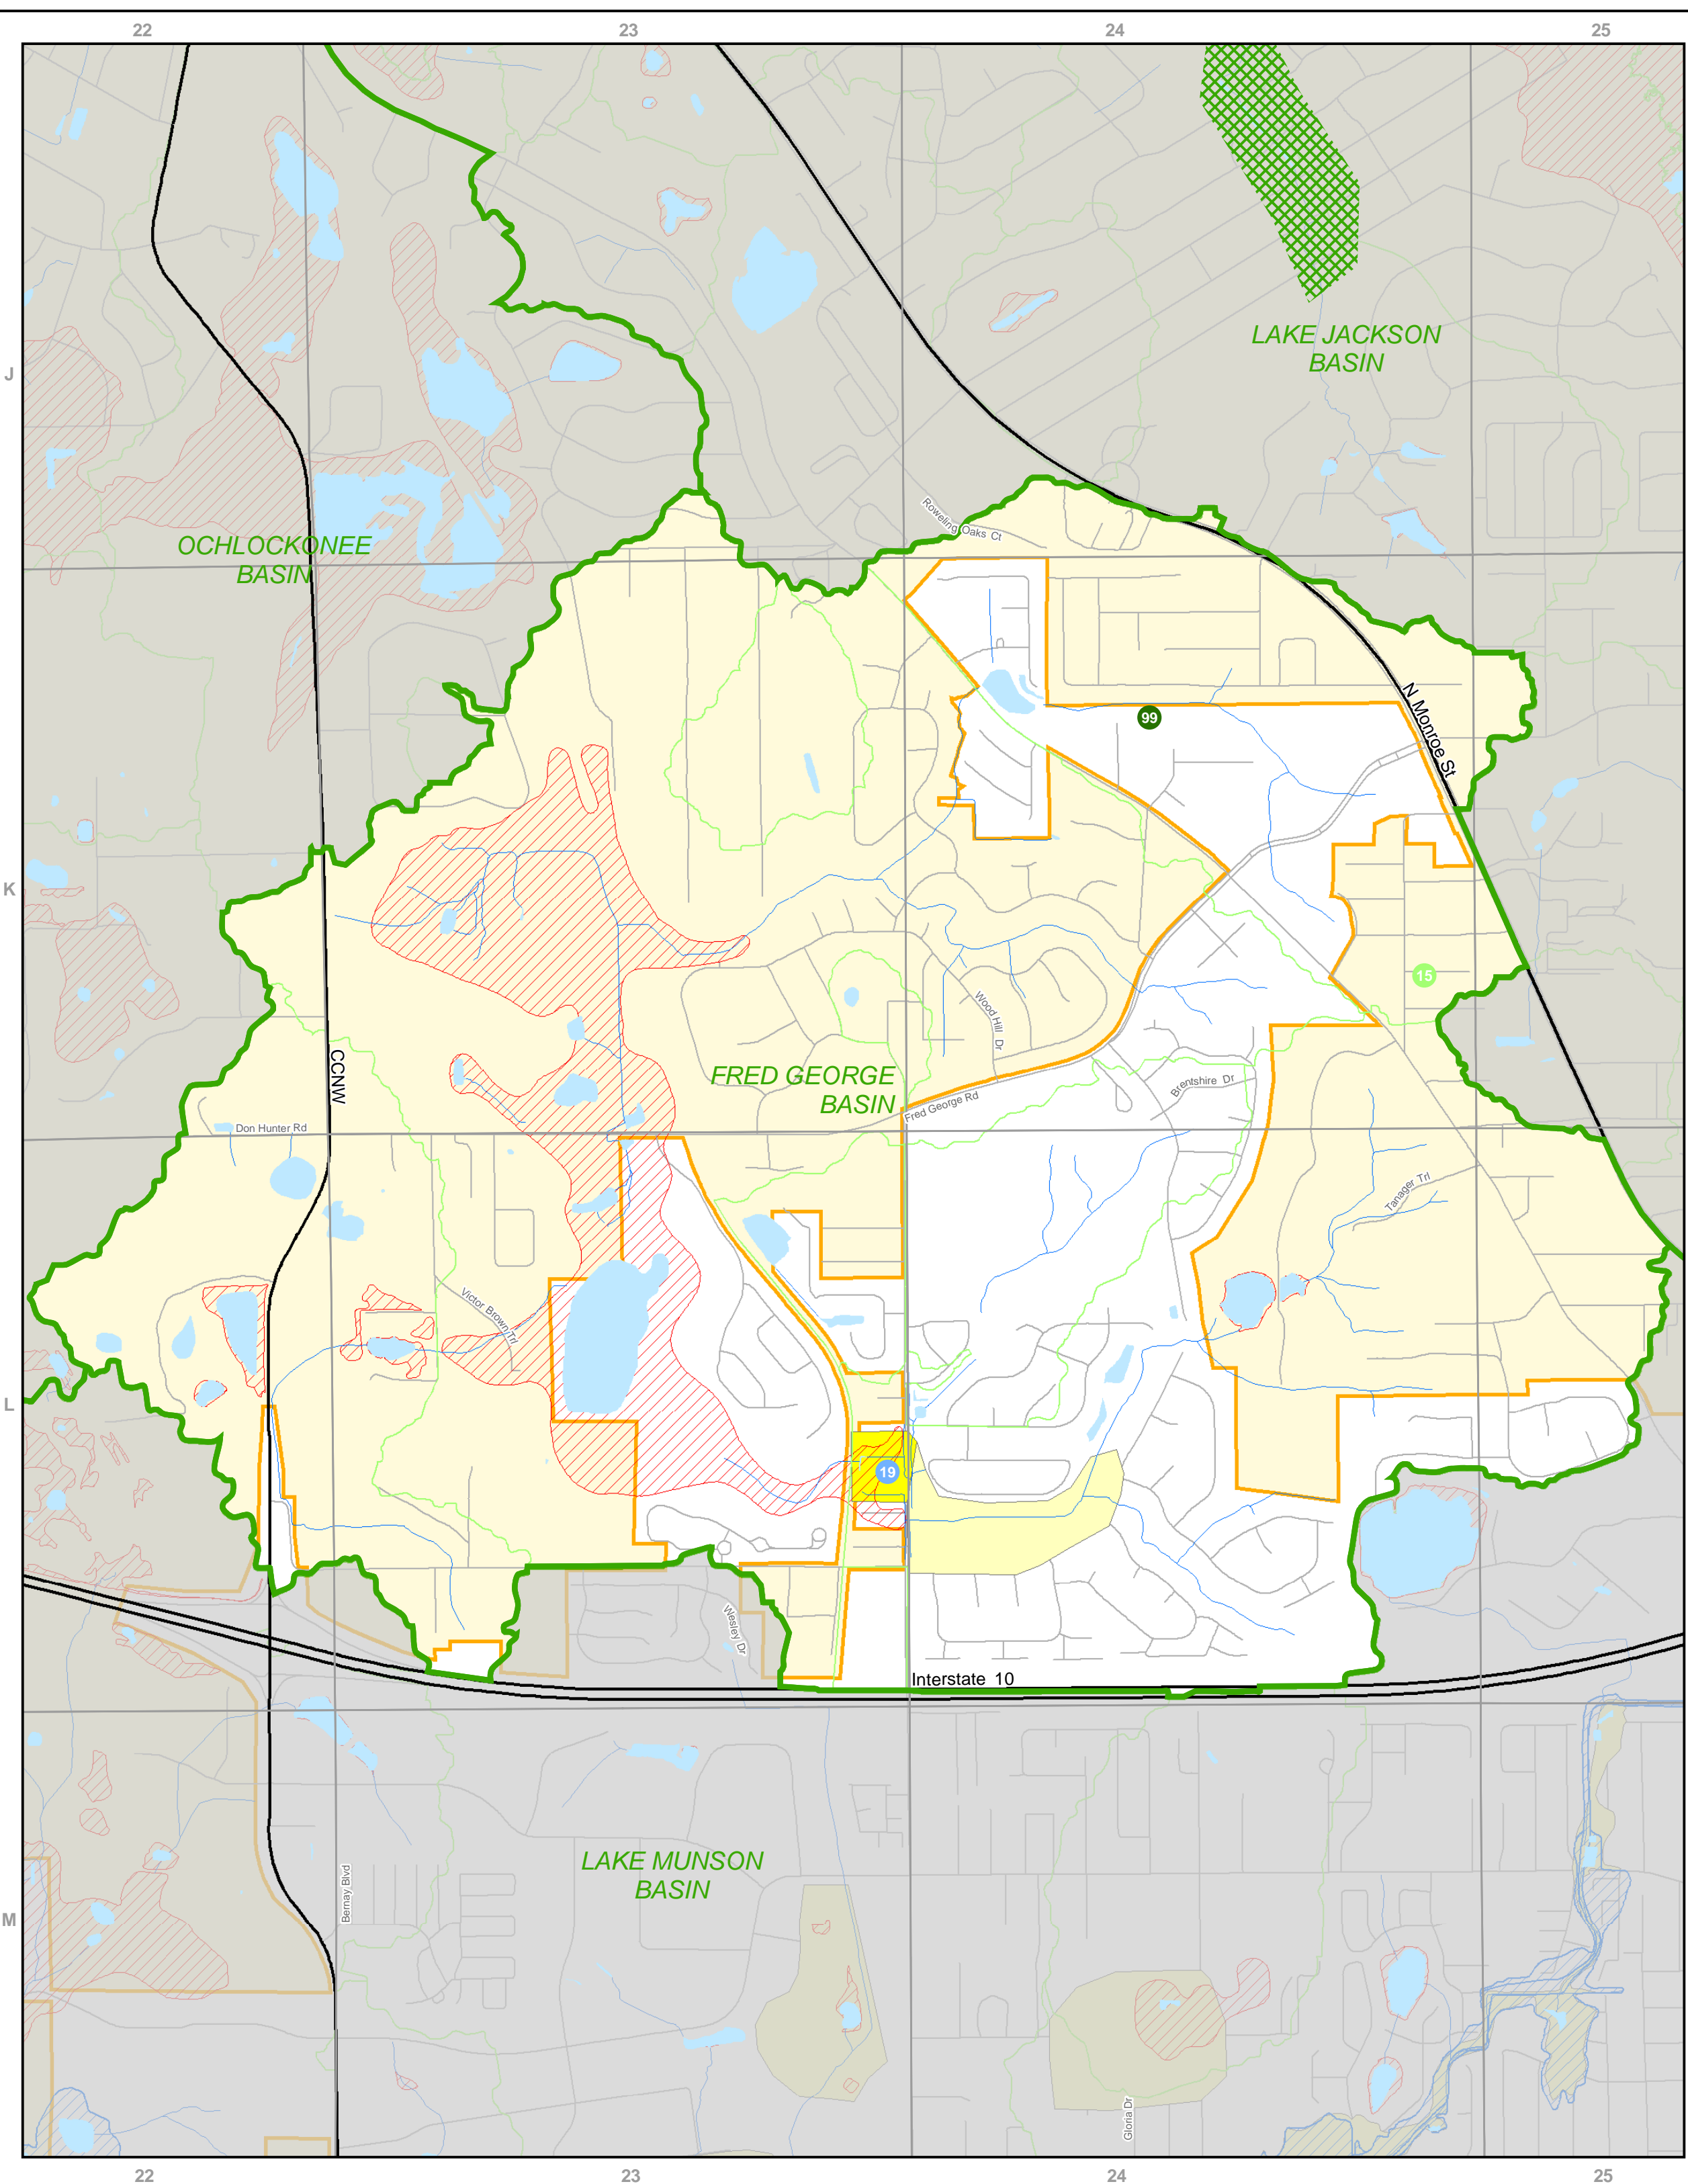 22
23
24
25
LAKE JACKSON
BASIN
J
Roweling Oaks Ct
OCHLOCKONEE
BASIN
N Monroe St
99
K
15
Wood Hill Dr
CCNW
FRED GEORGE
BASIN
Brentshire Dr
Fred George Rd
Don Hunter Rd
Tanager Trl
Victor Brown Trl
L
19
Wesley Dr
Interstate 10
LAKE MUNSON
BASIN
Bernay Blvd
M
Gloria Dr
22
23
24
25